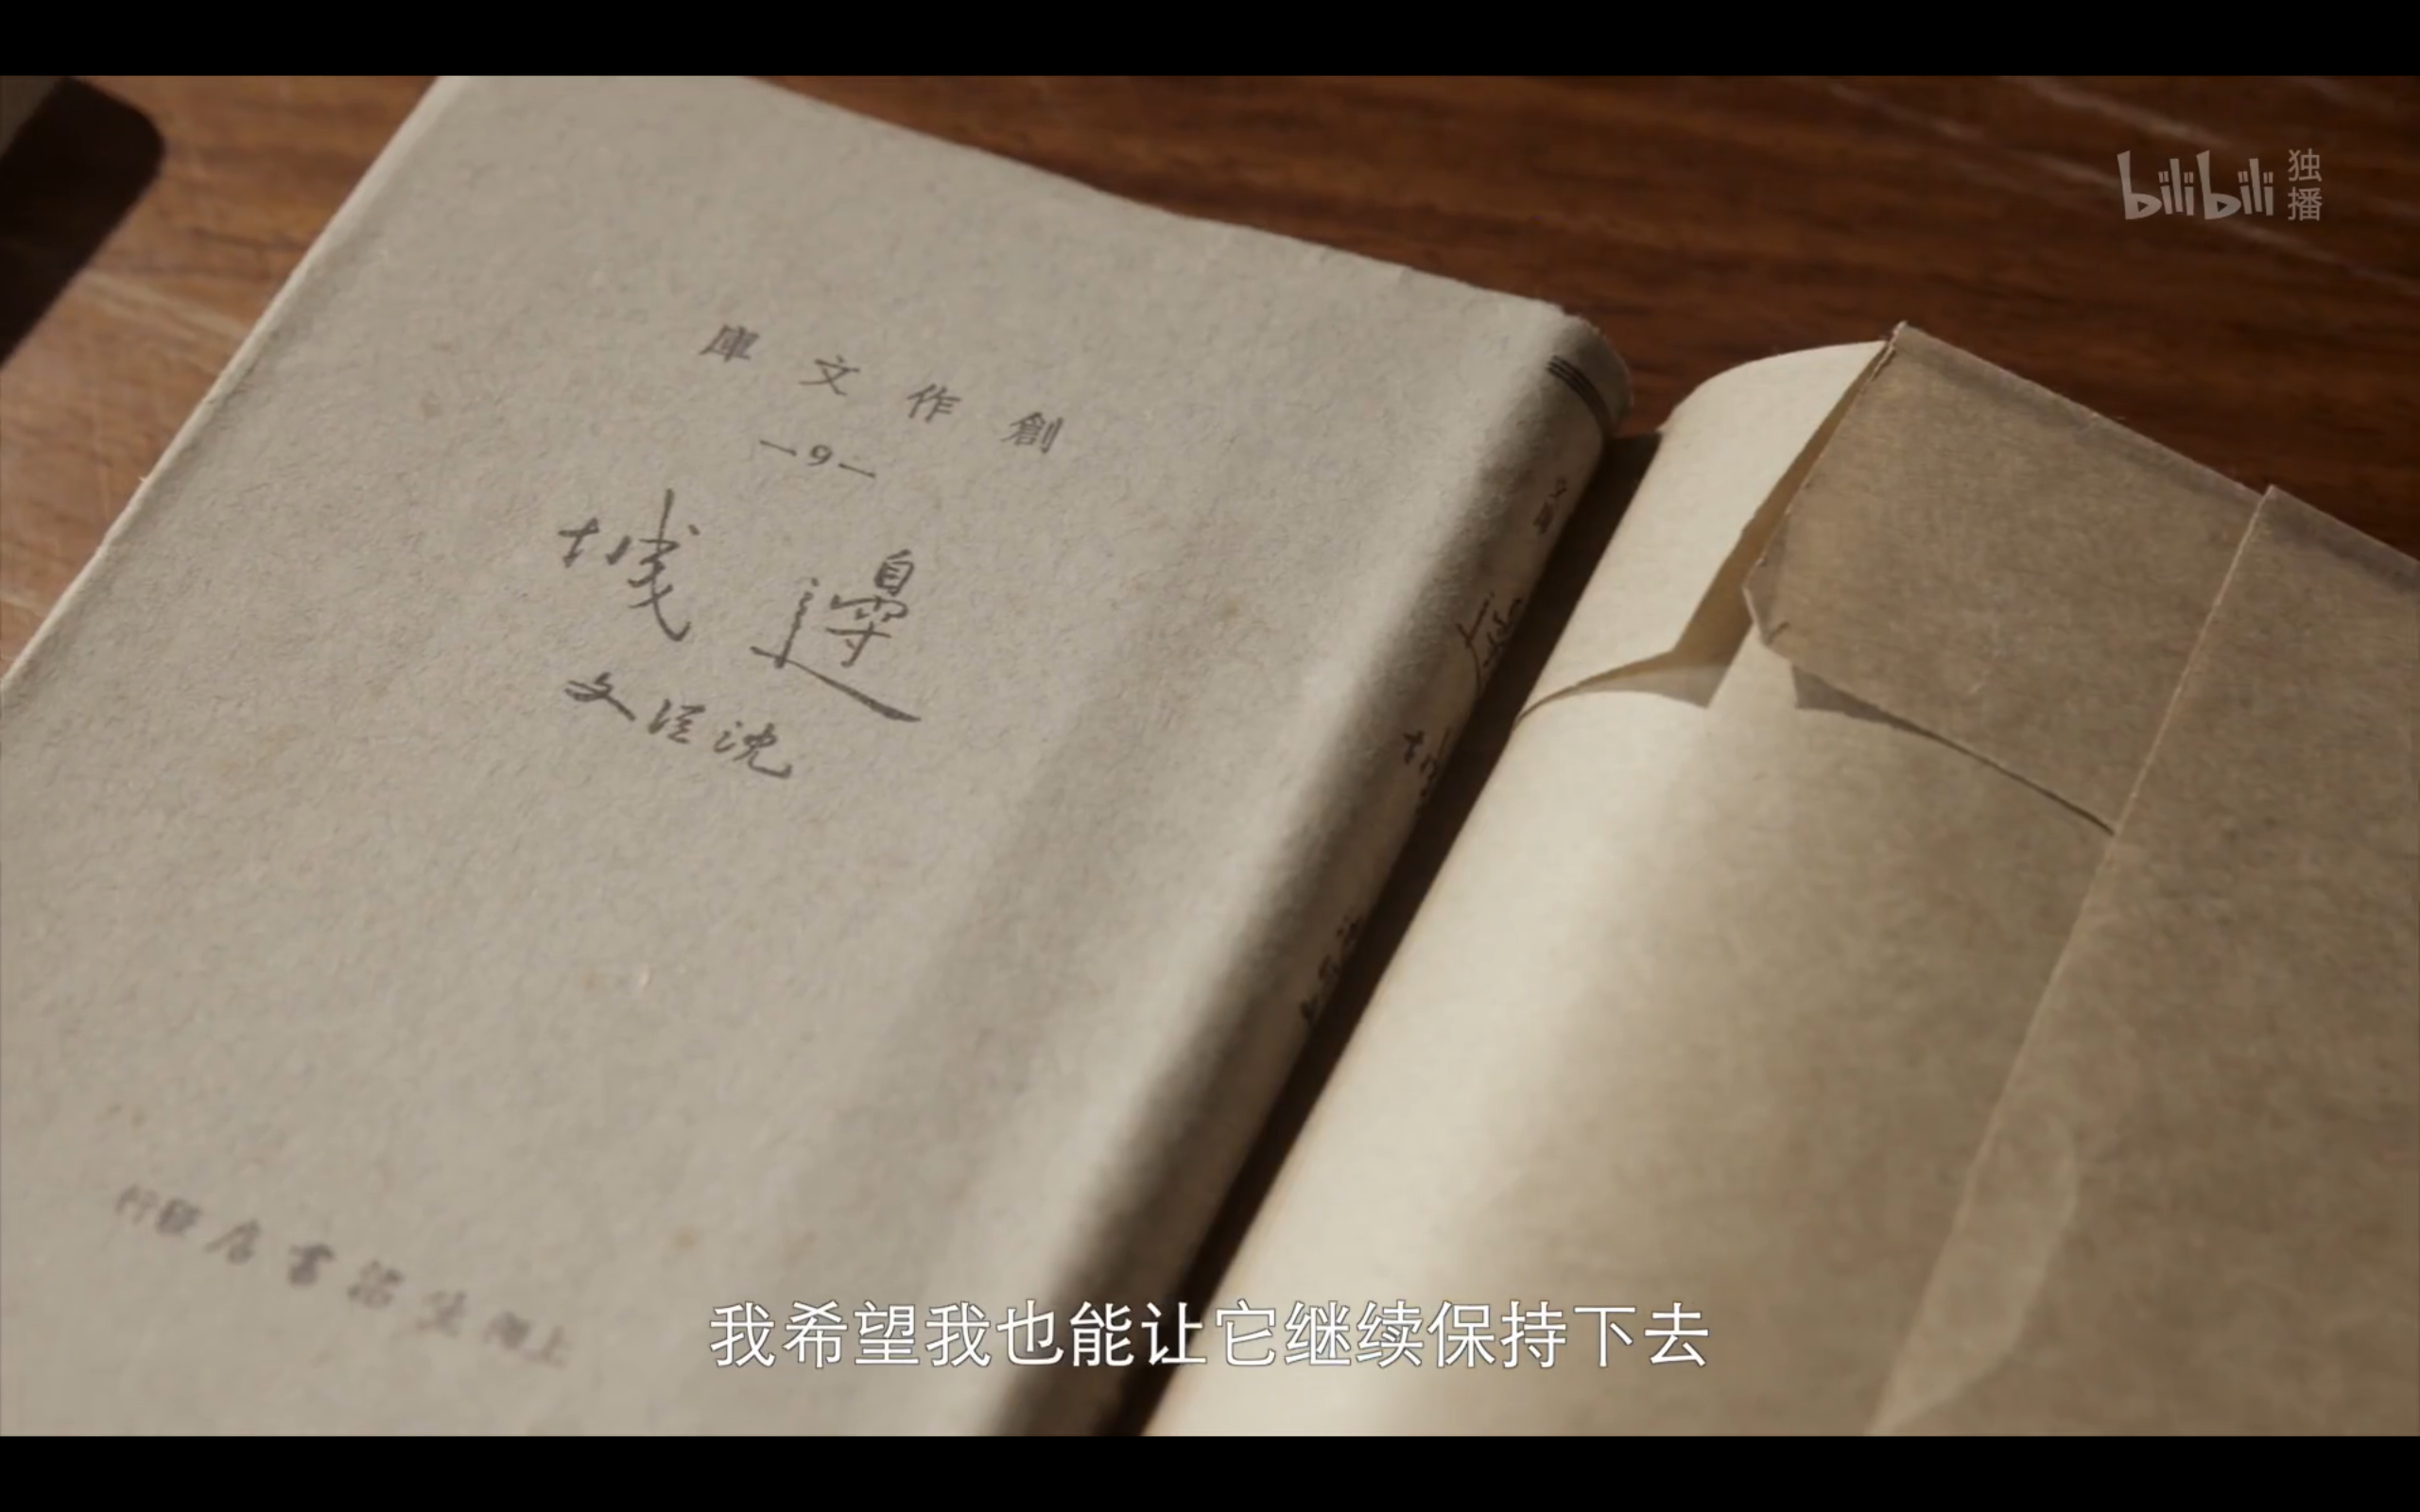 bilibili 独播
創作文庫
—9—
邊城
沈從文
上海生活書店發行
我希望我也能让它继续保持下去